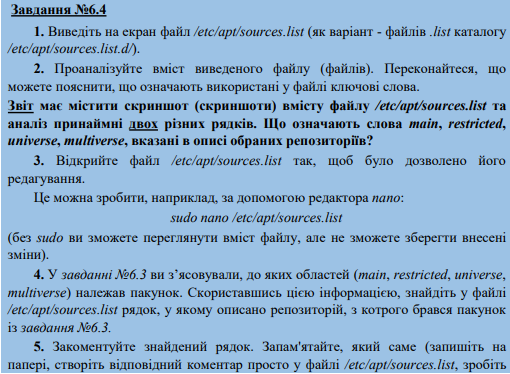 Завдання №6.4
1. Виведіть на екран файл /etc/apt/sources.list (як варіант - файлів .list каталогу
/etc/apt/sources.list.d/).
2. Проаналізуйте вміст виведеного файлу (файлів). Переконайтеся, що
можете пояснити, що означають використані у файлі ключові слова.
Звіт має містити скриншот (скриншоти) вмісту файлу /etc/apt/sources.list та
аналіз принаймні двох різних рядків. Що означають слова main, restricted,
universe, multiverse, вказані в описі обраних репозиторіїв?
3. Відкрийте файл /etc/apt/sources.list так, щоб було дозволено його
редагування.
Це можна зробити, наприклад, за допомогою редактора nano:
sudo nano /etc/apt/sources.list
(без sudo ви зможете переглянути вміст файлу, але не зможете зберегти внесені
зміни).
4. У завданні №6.3 ви з’ясовували, до яких областей (main, restricted, universe,
multiverse) належав пакунок. Скориставшись цією інформацією, знайдіть у файлі
/etc/apt/sources.list рядок, у якому описано репозиторій, з котрого брався пакунок
із завдання №6.3.
5. Закоментуйте знайдений рядок. Запам'ятайте, який саме (запишіть на
папері, створіть відповідний коментар просто у файлі /etc/apt/sources.list, зробіть